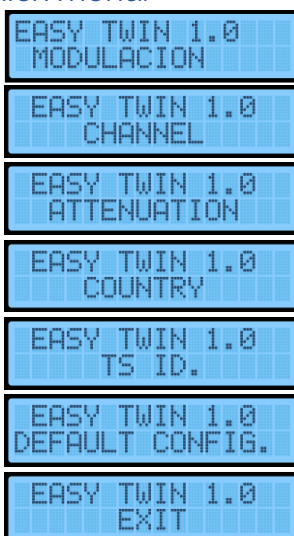 EASY TWIN 1.0
MODULACION
EASY TWIN 1.0
CHANNEL
EASY TWIN 1.0
ATTENUATION
EASY TWIN 1.0
COUNTRY
EASY TWIN 1.0
TS ID.
EASY TWIN 1.0
DEFAULT CONFIG.
EASY TWIN 1.0
EXIT